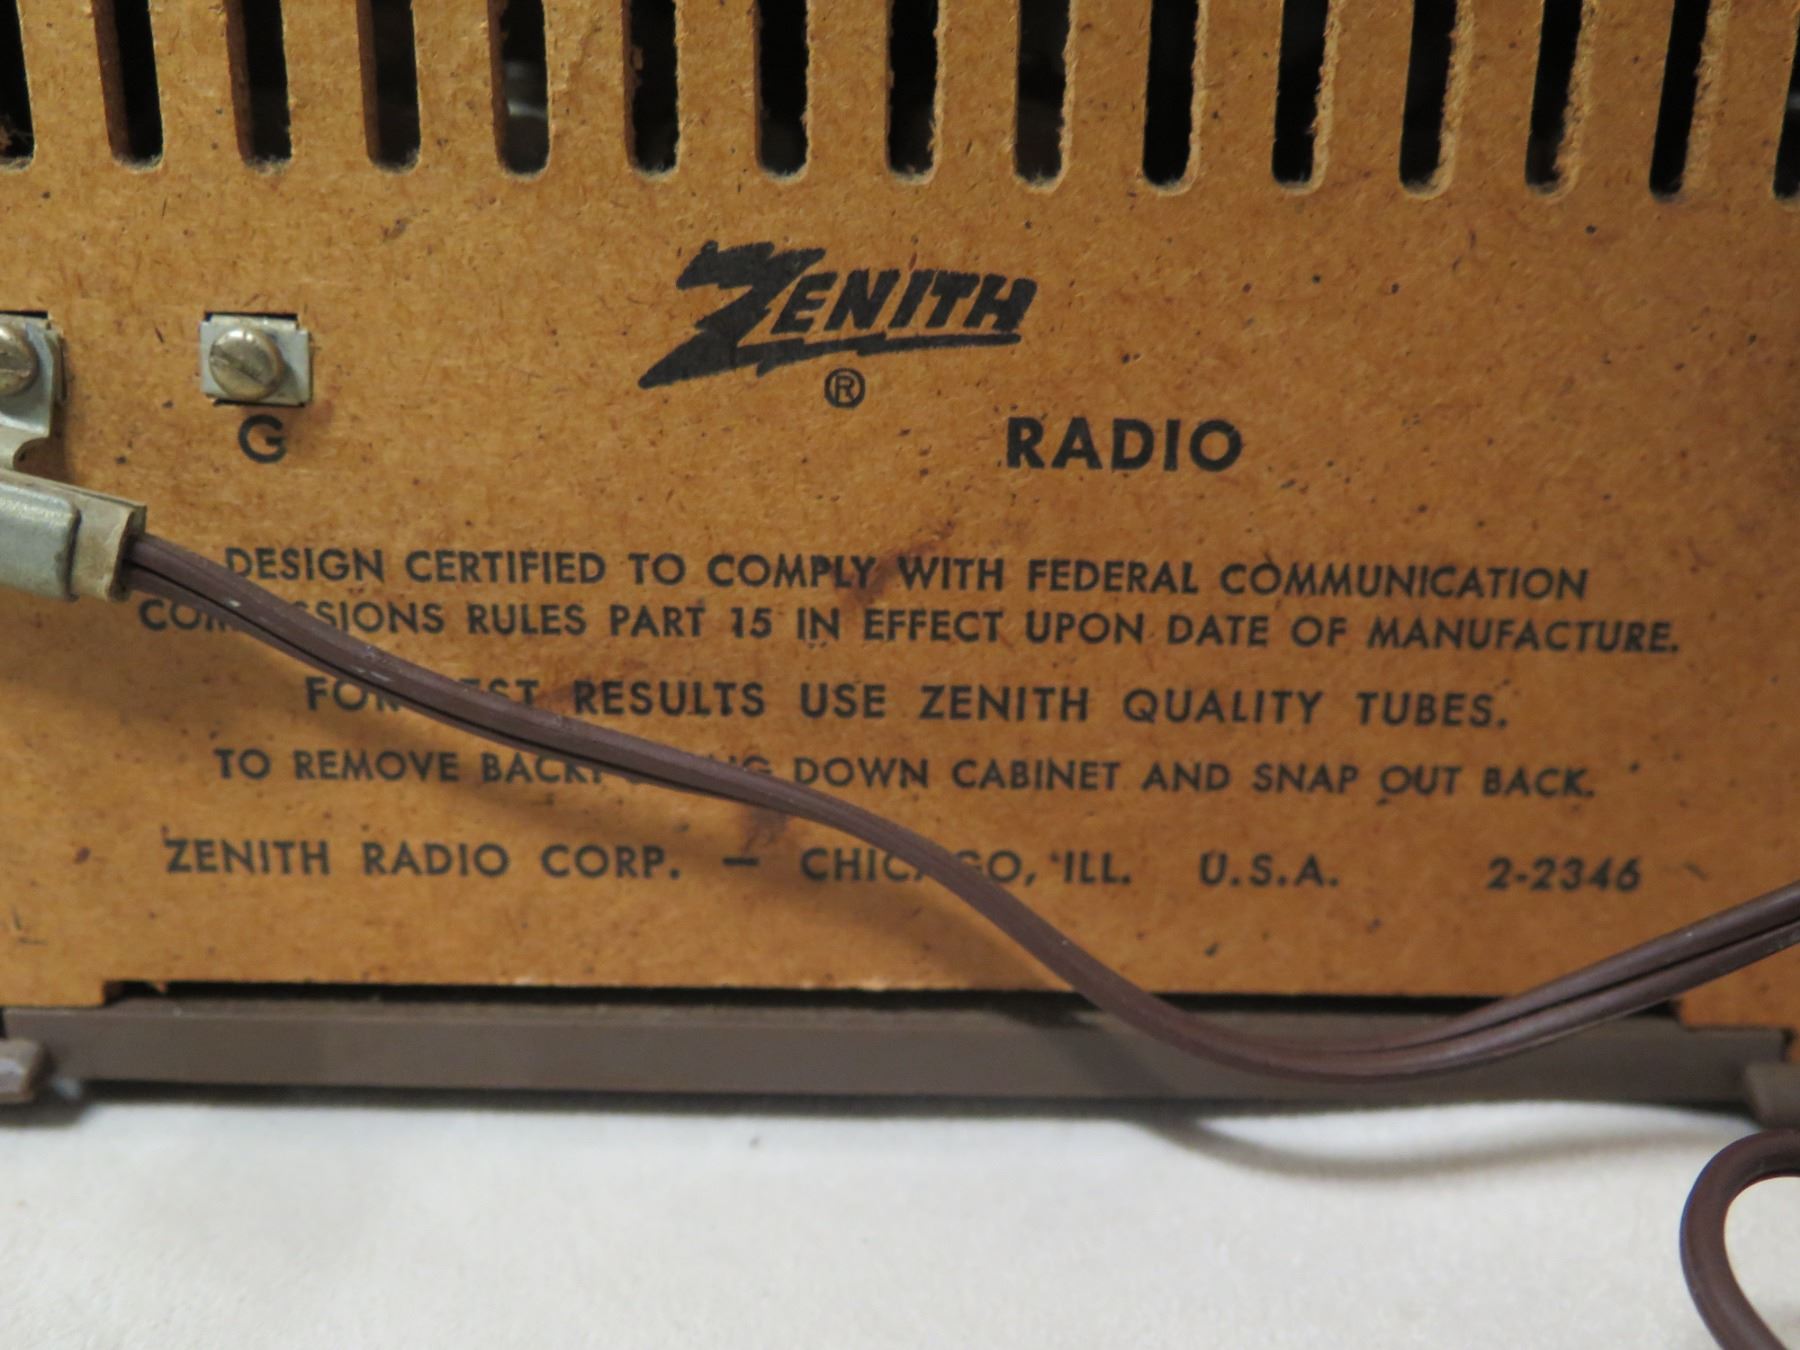 ZENITH
®
RADIO
G
DESIGN CERTIFIED TO COMPLY WITH FEDERAL COMMUNICATION
RULES PART 15 IN EFFECT UPON DATE OF MANUFACTURE.
RESULTS USE ZENITH QUALITY TUBES.
TO REMOVE DOWN CABINET AND SNAP OUT BACK.
ZENITH RADIO CORP. — CHICAGO, ILL. U.S.A. 2-2346